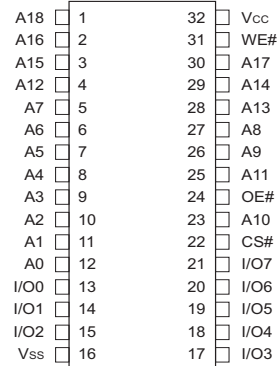 A18 1 32 Vcc
A16 2 31 WE#
A15 3 30 A17
A12 4 29 A14
A7 5 28 A13
A6 6 27 A8
A5 7 26 A9
A4 8 25 A11
A3 9 24 OE#
A2 10 23 A10
A1 11 22 CS#
A0 12 21 I/O7
I/O0 13 20 I/O6
I/O1 14 19 I/O5
I/O2 15 18 I/O4
Vss 16 17 I/O3